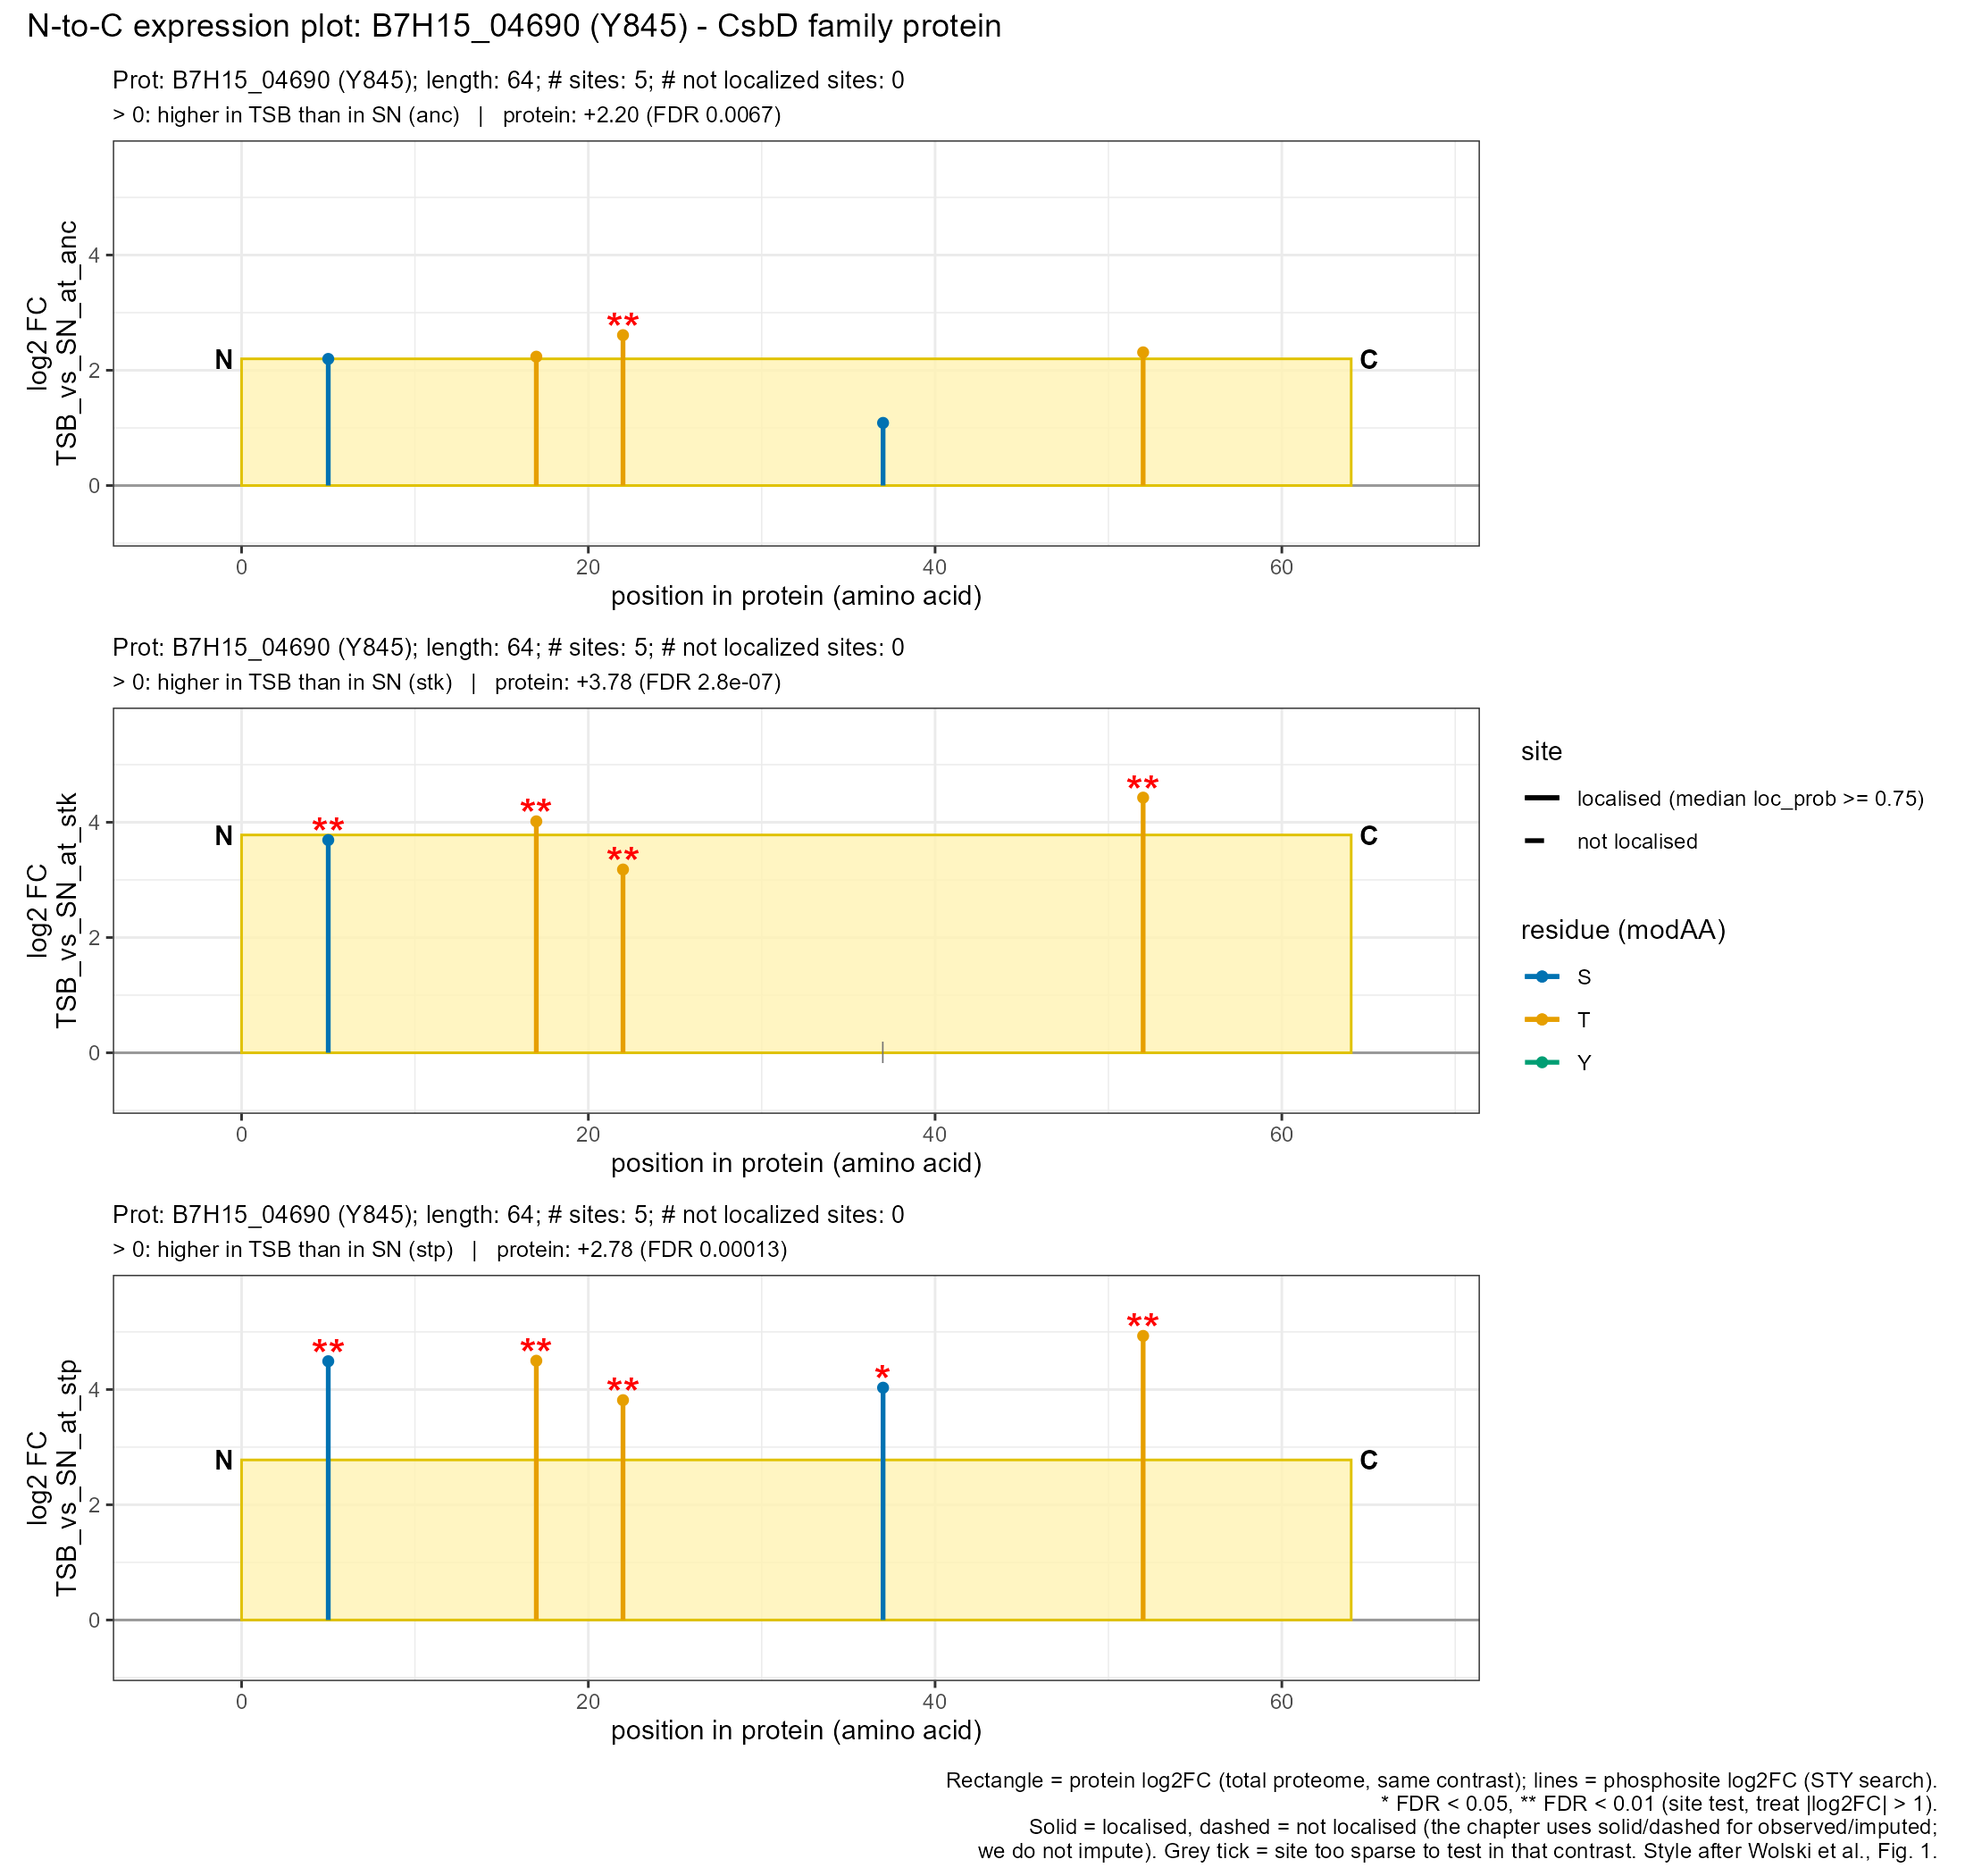 N-to-C expression plot: B7H15_04690 (Y845) - CsbD family protein
Prot: B7H15_04690 (Y845); length: 64; # sites: 5; # not localized sites: 0
> 0: higher in TSB than in SN (anc) | protein: +2.20 (FDR 0.0067)
log2 FC
TSB_vs_SN_at_anc
4
2
0
N
**
C
0 20 40 60
position in protein (amino acid)
Prot: B7H15_04690 (Y845); length: 64; # sites: 5; # not localized sites: 0
> 0: higher in TSB than in SN (stk) | protein: +3.78 (FDR 2.8e-07)
log2 FC
TSB_vs_SN_at_stk
4
2
0
N
** ** ** **
C
0 20 40 60
position in protein (amino acid)
site
localised (median loc_prob >= 0.75)
not localised
residue (modAA)
S
T
Y
Prot: B7H15_04690 (Y845); length: 64; # sites: 5; # not localized sites: 0
> 0: higher in TSB than in SN (stp) | protein: +2.78 (FDR 0.00013)
log2 FC
TSB_vs_SN_at_stp
4
2
0
N
** ** ** * **
C
0 20 40 60
position in protein (amino acid)
Rectangle = protein log2FC (total proteome, same contrast); lines = phosphosite log2FC (STY search).
* FDR < 0.05, ** FDR < 0.01 (site test, treat |log2FC| > 1).
Solid = localised, dashed = not localised (the chapter uses solid/dashed for observed/imputed;
we do not impute). Grey tick = site too sparse to test in that contrast. Style after Wolski et al., Fig. 1.